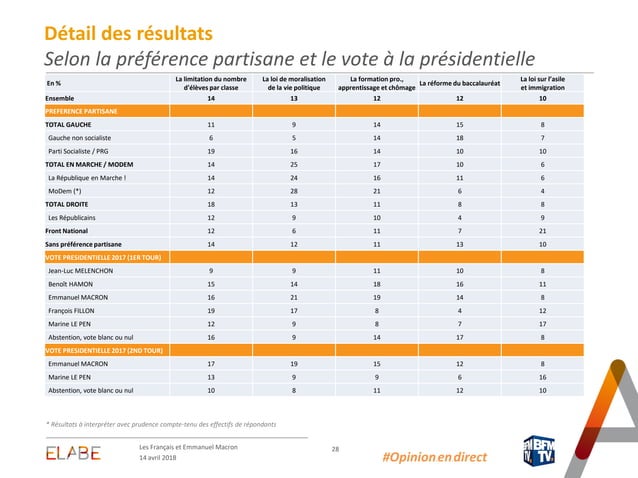 Détail des résultats
Selon la préférence partisane et le vote à la présidentielle
En % La limitation du nombre d'élèves par classe La loi de moralisation de la vie politique La formation pro., apprentissage et chômage La réforme du baccalauréat La loi sur l'asile et immigration
Ensemble 14 13 12 12 10
PREFERENCE PARTISANE
TOTAL GAUCHE 11 9 14 15 8
Gauche non socialiste 6 5 14 18 7
Parti Socialiste / PRG 19 16 14 10 10
TOTAL EN MARCHE / MODEM 14 25 17 10 6
La République en Marche ! 14 24 16 11 6
MoDem (*) 12 28 21 6 4
TOTAL DROITE 18 13 11 8 8
Les Républicains 12 9 10 4 9
Front National 12 6 11 7 21
Sans préférence partisane 14 12 11 13 10
VOTE PRESIDENTIELLE 2017 (1ER TOUR)
Jean-Luc MELENCHON 9 9 11 10 8
Benoît HAMON 15 14 18 16 11
Emmanuel MACRON 16 21 19 14 8
François FILLON 19 17 8 4 12
Marine LE PEN 12 9 8 7 17
Abstention, vote blanc ou nul 16 9 14 17 8
VOTE PRESIDENTIELLE 2017 (2ND TOUR)
Emmanuel MACRON 17 19 15 12 8
Marine LE PEN 13 9 9 6 16
Abstention, vote blanc ou nul 10 8 11 12 10
* Résultats à interpréter avec prudence compte-tenu des effectifs de répondants
ELABE
Les Français et Emmanuel Macron
14 avril 2018
28
#Opinion en direct
BFM TV.